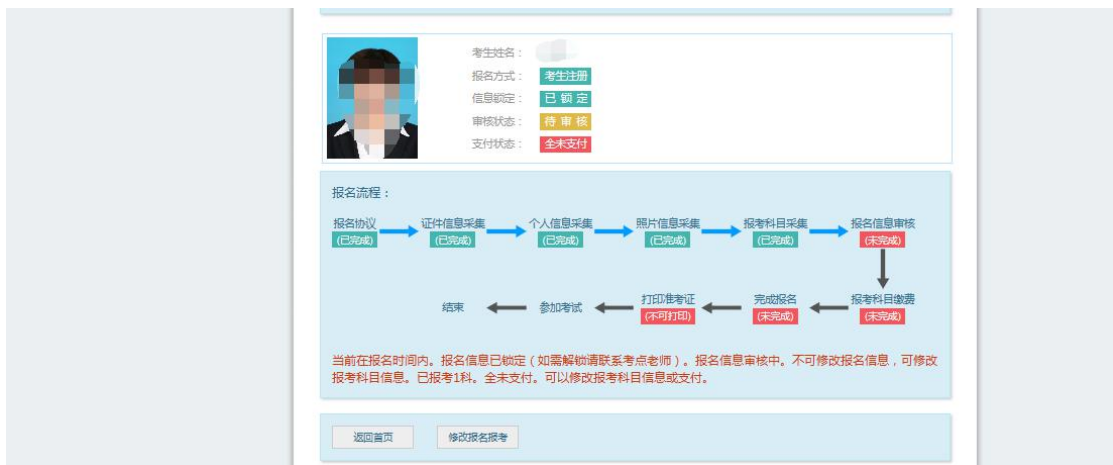 考生姓名：
报名方式： 考生注册
信息锁定： 已 锁 定
审核状态： 待 审 核
支付状态： 全未支付
报名流程：
报名协议 证件信息采集 个人信息采集 照片信息采集 报考科目采集 报名信息审核
(已完成) (已完成) (已完成) (已完成) (已完成) (未完成)
结束 参加考试 打印准考证 完成报名 报考科目缴费
(不可打印) (未完成) (未完成)
当前在报名时间内。报名信息已锁定（如需解锁请联系考点老师）。报名信息审核中。不可修改报名信息，可修改
报考科目信息。已报考1科。全未支付。可以修改报考科目信息或支付。
返回首页 修改报名报考